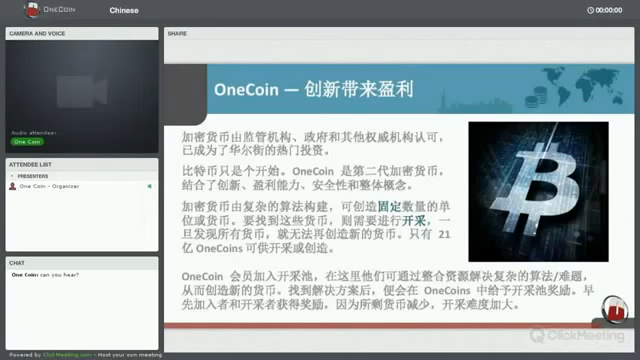 ONECOIN
Chinese
00:00:00
CAMERA AND VOICE
SHARE
Audio attendee:
One Coin
ATTENDEE LIST
PRESENTERS
One Coin - Organizer
CHAT
One Coin: can you hear?
Powered by ClickMeeting.com - Host your own meeting
OneCoin — 创新带来盈利
加密货币由监管机构、政府和其他权威机构认可，
已成为了华尔街的热门投资。
比特币只是个开始。OneCoin 是第二代加密货币，
结合了创新、盈利能力、安全性和整体概念。
加密货币由复杂的算法构建，可创造固定数量的单
位或货币。要找到这些货币，则需要进行开采，一
旦发现所有货币，就无法再创造新的货币。只有 21
亿 OneCoins 可供开采或创造。
OneCoin 会员加入开采池，在这里他们可通过整合资源解决复杂的算法/难题，
从而创造新的货币。找到解决方案后，便会在 OneCoins 中给予开采池奖励。早
先加入者和开采者获得奖励，因为所剩货币减少，开采难度加大。
ClickMeeting